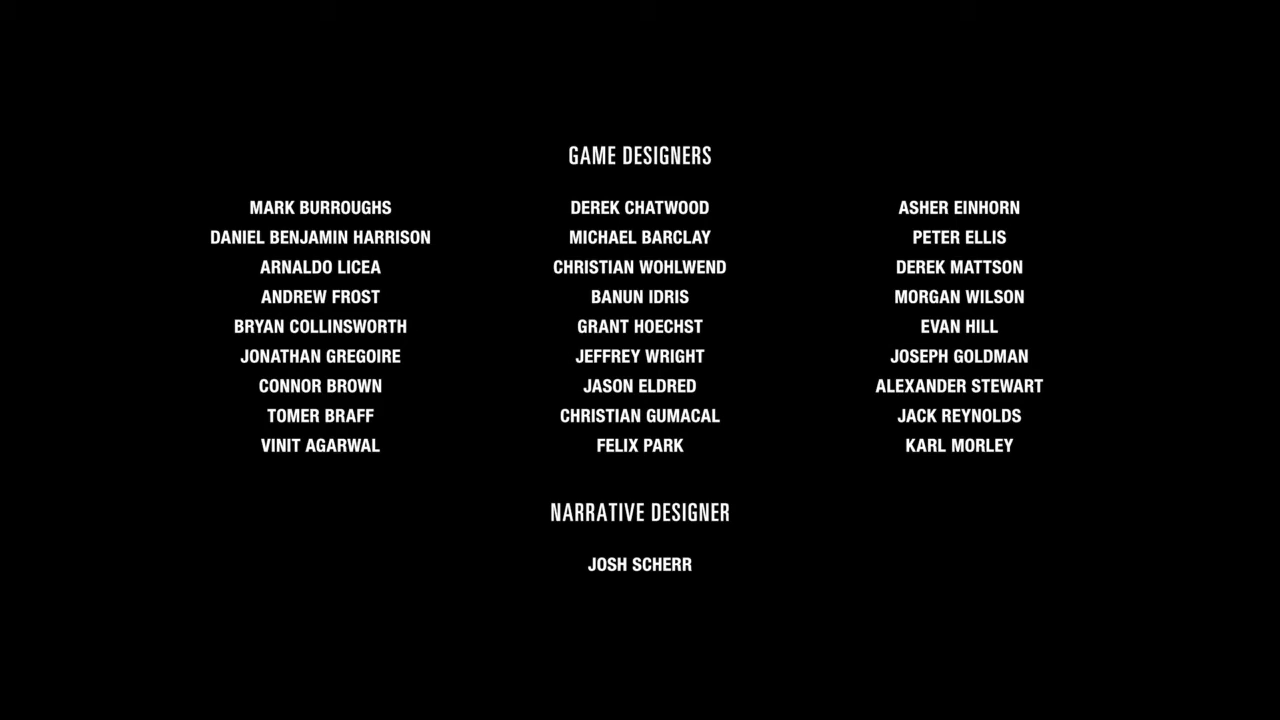 GAME DESIGNERS
MARK BURROUGHS DEREK CHATWOOD ASHER EINHORN
DANIEL BENJAMIN HARRISON MICHAEL BARCLAY PETER ELLIS
ARNALDO LICEA CHRISTIAN WOHLWEND DEREK MATTSON
ANDREW FROST BANUN IDRIS MORGAN WILSON
BRYAN COLLINSWORTH GRANT HOECHST EVAN HILL
JONATHAN GREGOIRE JEFFREY WRIGHT JOSEPH GOLDMAN
CONNOR BROWN JASON ELDRED ALEXANDER STEWART
TOMER BRAFF CHRISTIAN GUMACAL JACK REYNOLDS
VINIT AGARWAL FELIX PARK KARL MORLEY
NARRATIVE DESIGNER
JOSH SCHERR